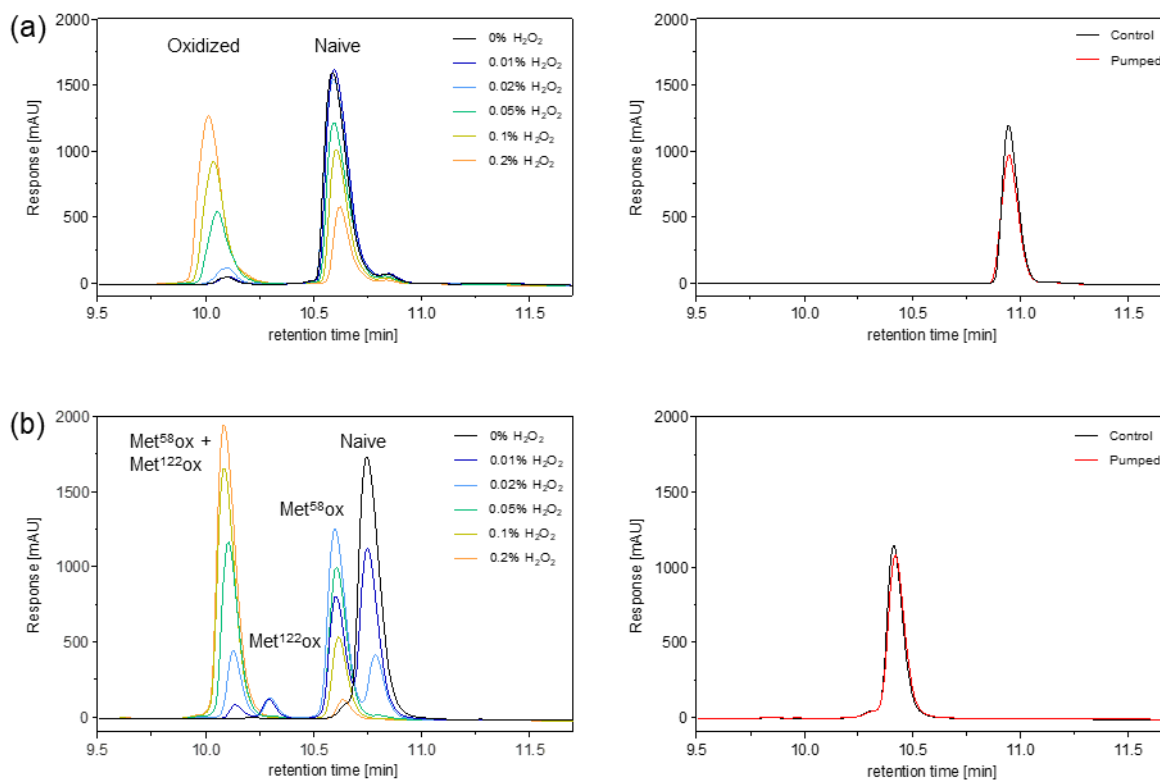 (a)
2000
1500
1000
500
0
Response [mAU]
Oxidized
Naive
0% H₂O₂
0.01% H₂O₂
0.02% H₂O₂
0.05% H₂O₂
0.1% H₂O₂
0.2% H₂O₂
9.5 10.0 10.5 11.0 11.5
retention time [min]
2000
1500
1000
500
0
Response [mAU]
Control
Pumped
9.5 10.0 10.5 11.0 11.5
retention time [min]
(b)
2000
1500
1000
500
0
Response [mAU]
Met⁵⁸ox +
Met¹²²ox
Met¹²²ox
Met⁵⁸ox
Naive
0% H₂O₂
0.01% H₂O₂
0.02% H₂O₂
0.05% H₂O₂
0.1% H₂O₂
0.2% H₂O₂
9.5 10.0 10.5 11.0 11.5
retention time [min]
2000
1500
1000
500
0
Response [mAU]
Control
Pumped
9.5 10.0 10.5 11.0 11.5
retention time [min]